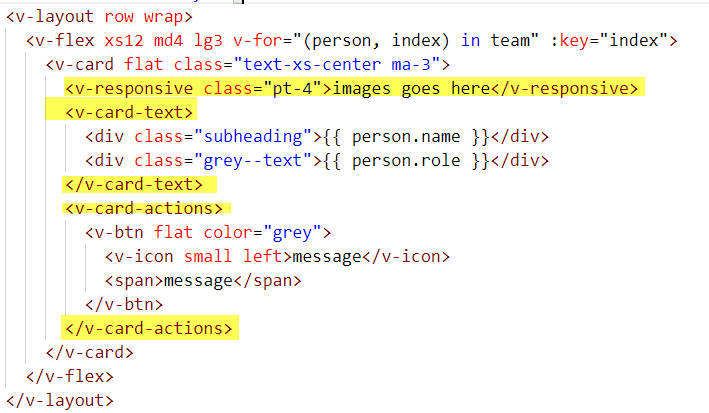 <v-layout row wrap>
<v-flex xs12 md4 lg3 v-for="(person, index) in team" :key="index">
<v-card flat class="text-xs-center ma-3">
<v-responsive class="pt-4">images goes here</v-responsive>
<v-card-text>
<div class="subheading">{{ person.name }}</div>
<div class="grey--text">{{ person.role }}</div>
</v-card-text>
<v-card-actions>
<v-btn flat color="grey">
<v-icon small left>message</v-icon>
<span>message</span>
</v-btn>
</v-card-actions>
</v-card>
</v-flex>
</v-layout>